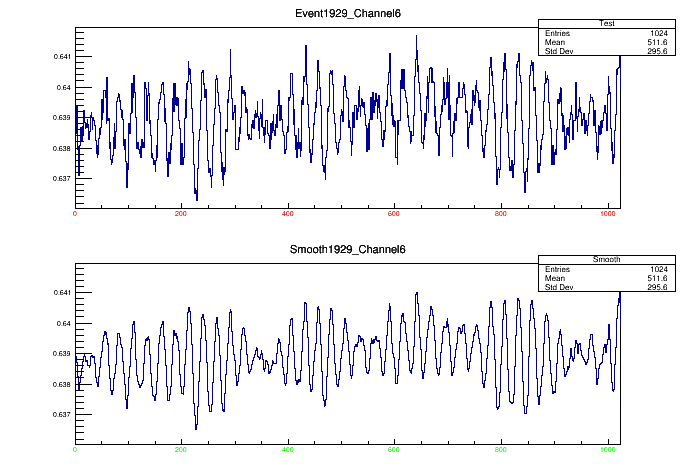 Event1929_Channel6
Test
Entries 1024
Mean 511.6
Std Dev 295.6
0.641
0.64
0.639
0.638
0.637
0 200 400 600 800 1000
Smooth1929_Channel6
Smooth
Entries 1024
Mean 511.6
Std Dev 295.6
0.641
0.64
0.639
0.638
0.637
0 200 400 600 800 1000